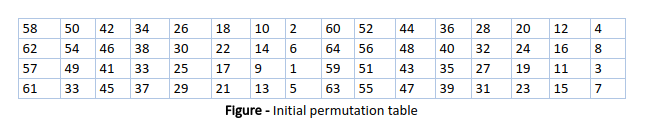 58 50 42 34 26 18 10 2 60 52 44 36 28 20 12 4
62 54 46 38 30 22 14 6 64 56 48 40 32 24 16 8
57 49 41 33 25 17 9 1 59 51 43 35 27 19 11 3
61 33 45 37 29 21 13 5 63 55 47 39 31 23 15 7
Figure - Initial permutation table